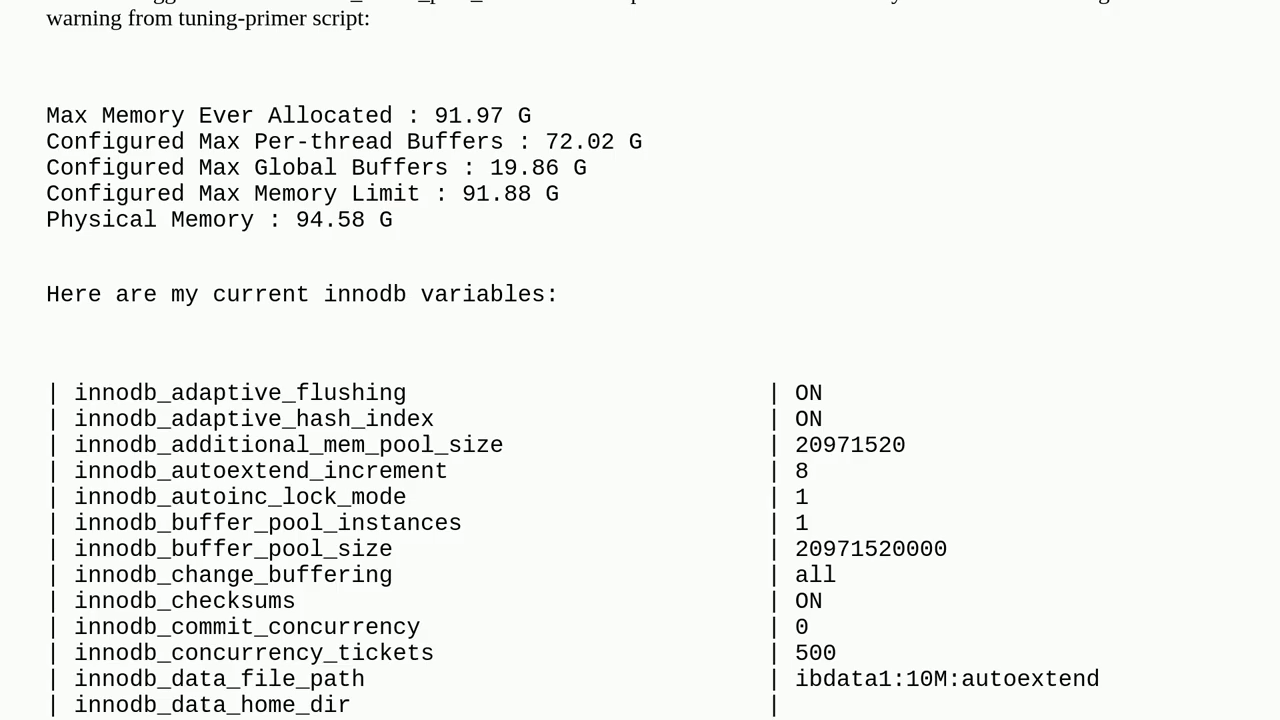 warning from tuning-primer script:
Max Memory Ever Allocated : 91.97 G
Configured Max Per-thread Buffers : 72.02 G
Configured Max Global Buffers : 19.86 G
Configured Max Memory Limit : 91.88 G
Physical Memory : 94.58 G
Here are my current innodb variables:
| innodb_adaptive_flushing | ON
| innodb_adaptive_hash_index | ON
| innodb_additional_mem_pool_size | 20971520
| innodb_autoextend_increment | 8
| innodb_autoinc_lock_mode | 1
| innodb_buffer_pool_instances | 1
| innodb_buffer_pool_size | 20971520000
| innodb_change_buffering | all
| innodb_checksums | ON
| innodb_commit_concurrency | 0
| innodb_concurrency_tickets | 500
| innodb_data_file_path | ibdata1:10M:autoextend
| innodb_data_home_dir |